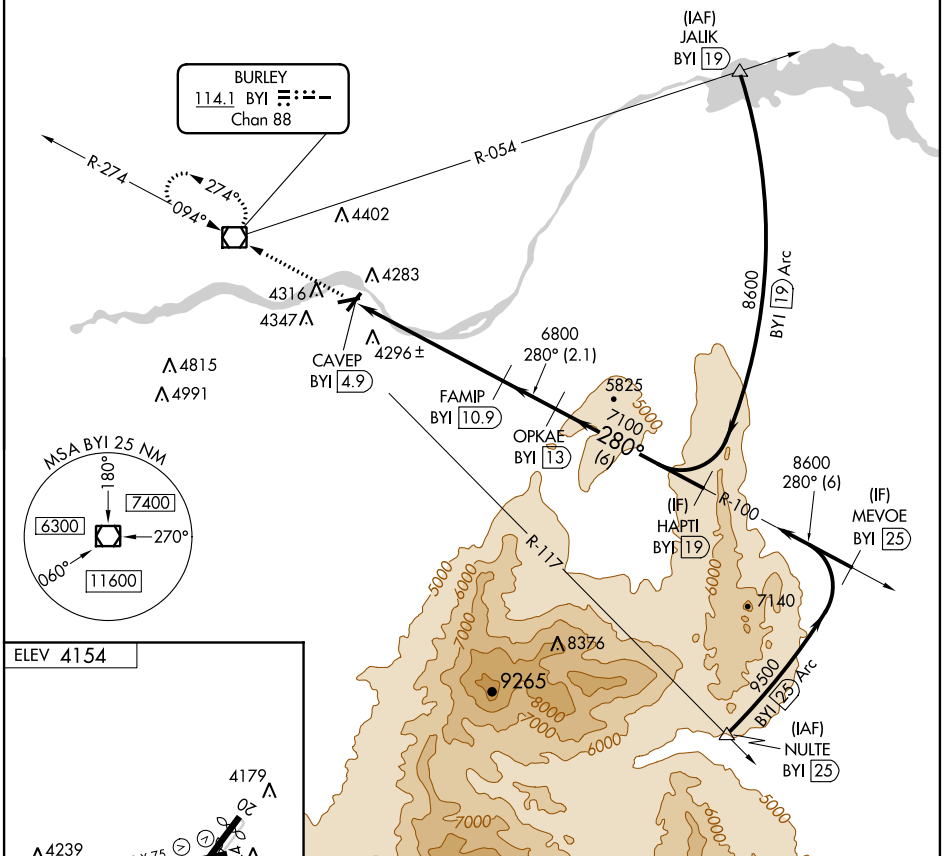 (IAF)
JALIK
BYI 19
BURLEY
114.1 BYI
Chan 88
R-054
R-274
274°
094°
4402
4283
4316
4347
4296±
8600
BYI 19 Arc
CAVEP
BYI 4.9
6800
280° (2.1)
4815
4991
FAMIP
BYI 10.9
5825
5000
7100
280°
(6)
OPKAE
BYI 13
8600
280° (6)
(IF)
MEVOE
BYI 25
(IF)
HAPTI
BYI 19
R-100
MSA BYI 25 NM
180°
7400
6300
270°
060°
11600
R-117
5000
6000
7000
6000
7140
8376
9265
8000
7000
6000
9500
BYI 25 Arc
(IAF)
NULTE
BYI 25
5000
6000
7000
ELEV 4154
4179
20
4239